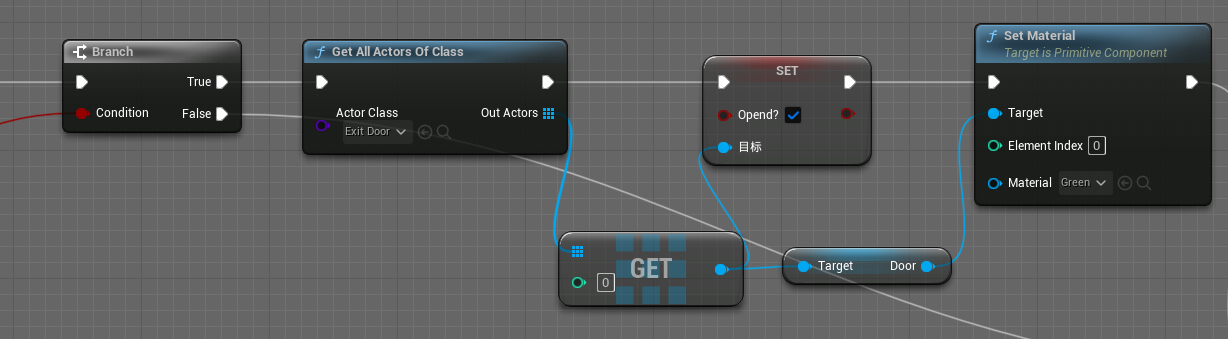 Branch
True
Condition
False
Get All Actors Of Class
Actor Class
Out Actors
Exit Door
SET
Opend?
目标
Set Material
Target is Primitive Component
Target
Element Index 0
Material Green
GET
0
Target
Door